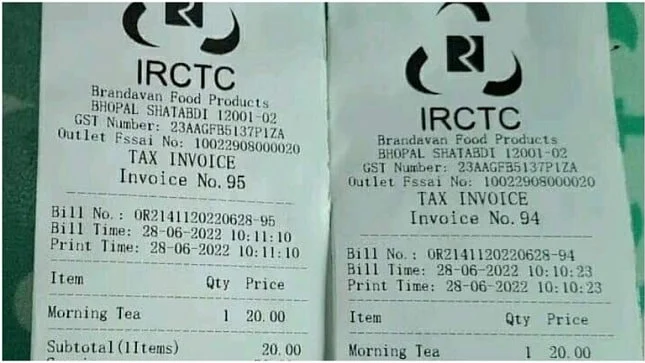 IRCTC
Brandavan Food Products
BHOPAL SHATABDI 12001-02
GST Number: 23AAGFB5137P1ZA
Outlet Fssai No: 10022908000020
TAX INVOICE
Invoice No. 95
Bill No.: OR2141120220628-95
Bill Time: 28-06-2022 10:11:10
Print Time: 28-06-2022 10:11:10
Item Qty Price
Morning Tea 1 20.00
Subtotal(1Items) 20.00
IRCTC
Brandavan Food Products
BHOPAL SHATABDI 12001-02
GST Number: 23AAGFB5137P1ZA
Outlet Fssai No: 10022908000020
TAX INVOICE
Invoice No. 94
Bill No.: OR2141120220628-94
Bill Time: 28-06-2022 10:10:23
Print Time: 28-06-2022 10:10:23
Item Qty Price
Morning Tea 1 20.00